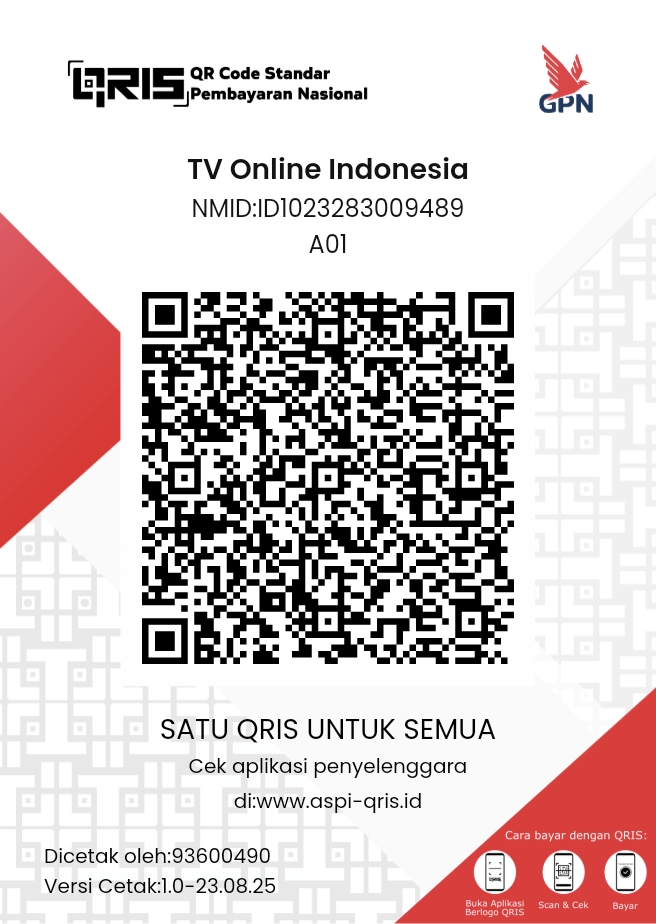 QRIS QR Code Standar
Pembayaran Nasional
GPN
TV Online Indonesia
NMID:ID1023283009489
A01
SATU QRIS UNTUK SEMUA
Cek aplikasi penyelenggara
di:www.aspi-qris.id
Dicetak oleh:93600490
Versi Cetak:1.0-23.08.25
Cara bayar dengan QRIS:
Buka Aplikasi
Berlogo QRIS
Scan & Cek
Bayar